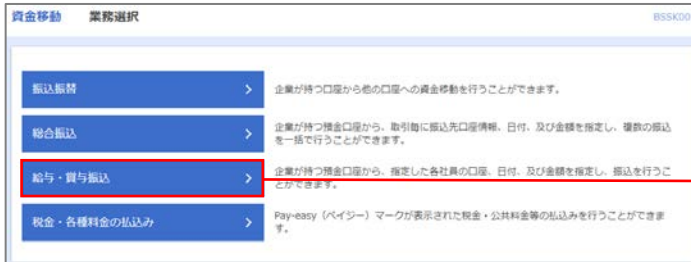 資金移動 業務選択 BSSK00
振込振替
企業が持つ口座から他の口座への資金移動を行うことができます。
総合振込
企業が持つ預金口座から、取引毎に振込先口座情報、日付、及び金額を指定し、複数の振込
を一括で行うことができます。
給与・賞与振込
企業が持つ預金口座から、指定した各社員の口座、日付、及び金額を指定し、振込を行うこ
とができます。
税金・各種料金の払込み
Pay-easy（ペイジー）マークが表示された税金・公共料金等の払込みを行うことができま
す。